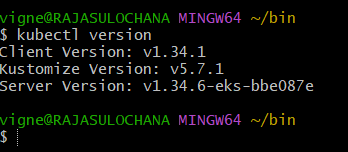 vigne@RAJASULOCHANA MINGW64 ~/bin
$ kubectl version
Client Version: v1.34.1
Kustomize Version: v5.7.1
Server Version: v1.34.6-eks-bbe087e
vigne@RAJASULOCHANA MINGW64 ~/bin
$